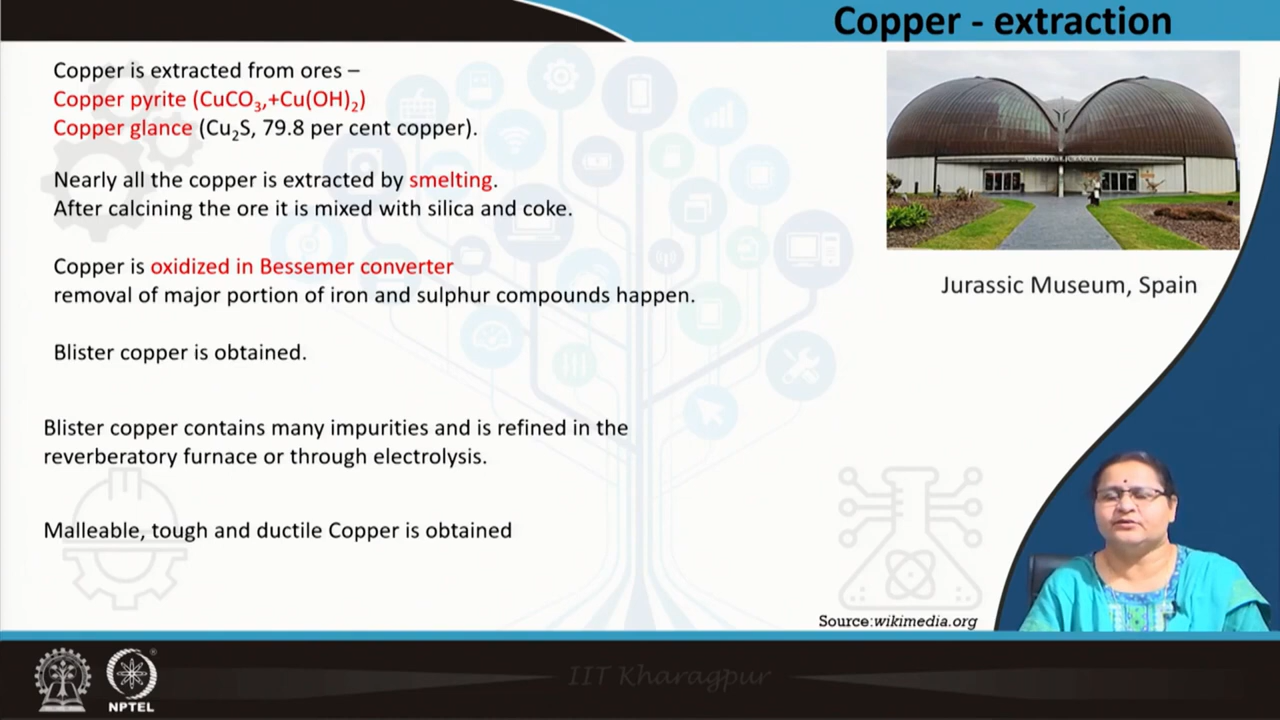 Copper - extraction
Copper is extracted from ores –
Copper pyrite (CuCO₃,+Cu(OH)₂)
Copper glance (Cu₂S, 79.8 per cent copper).
Nearly all the copper is extracted by smelting.
After calcining the ore it is mixed with silica and coke.
Copper is oxidized in Bessemer converter
removal of major portion of iron and sulphur compounds happen.
Blister copper is obtained.
Blister copper contains many impurities and is refined in the
reverberatory furnace or through electrolysis.
Malleable, tough and ductile Copper is obtained
Jurassic Museum, Spain
Source:wikimedia.org
IIT Kharagpur
NPTEL